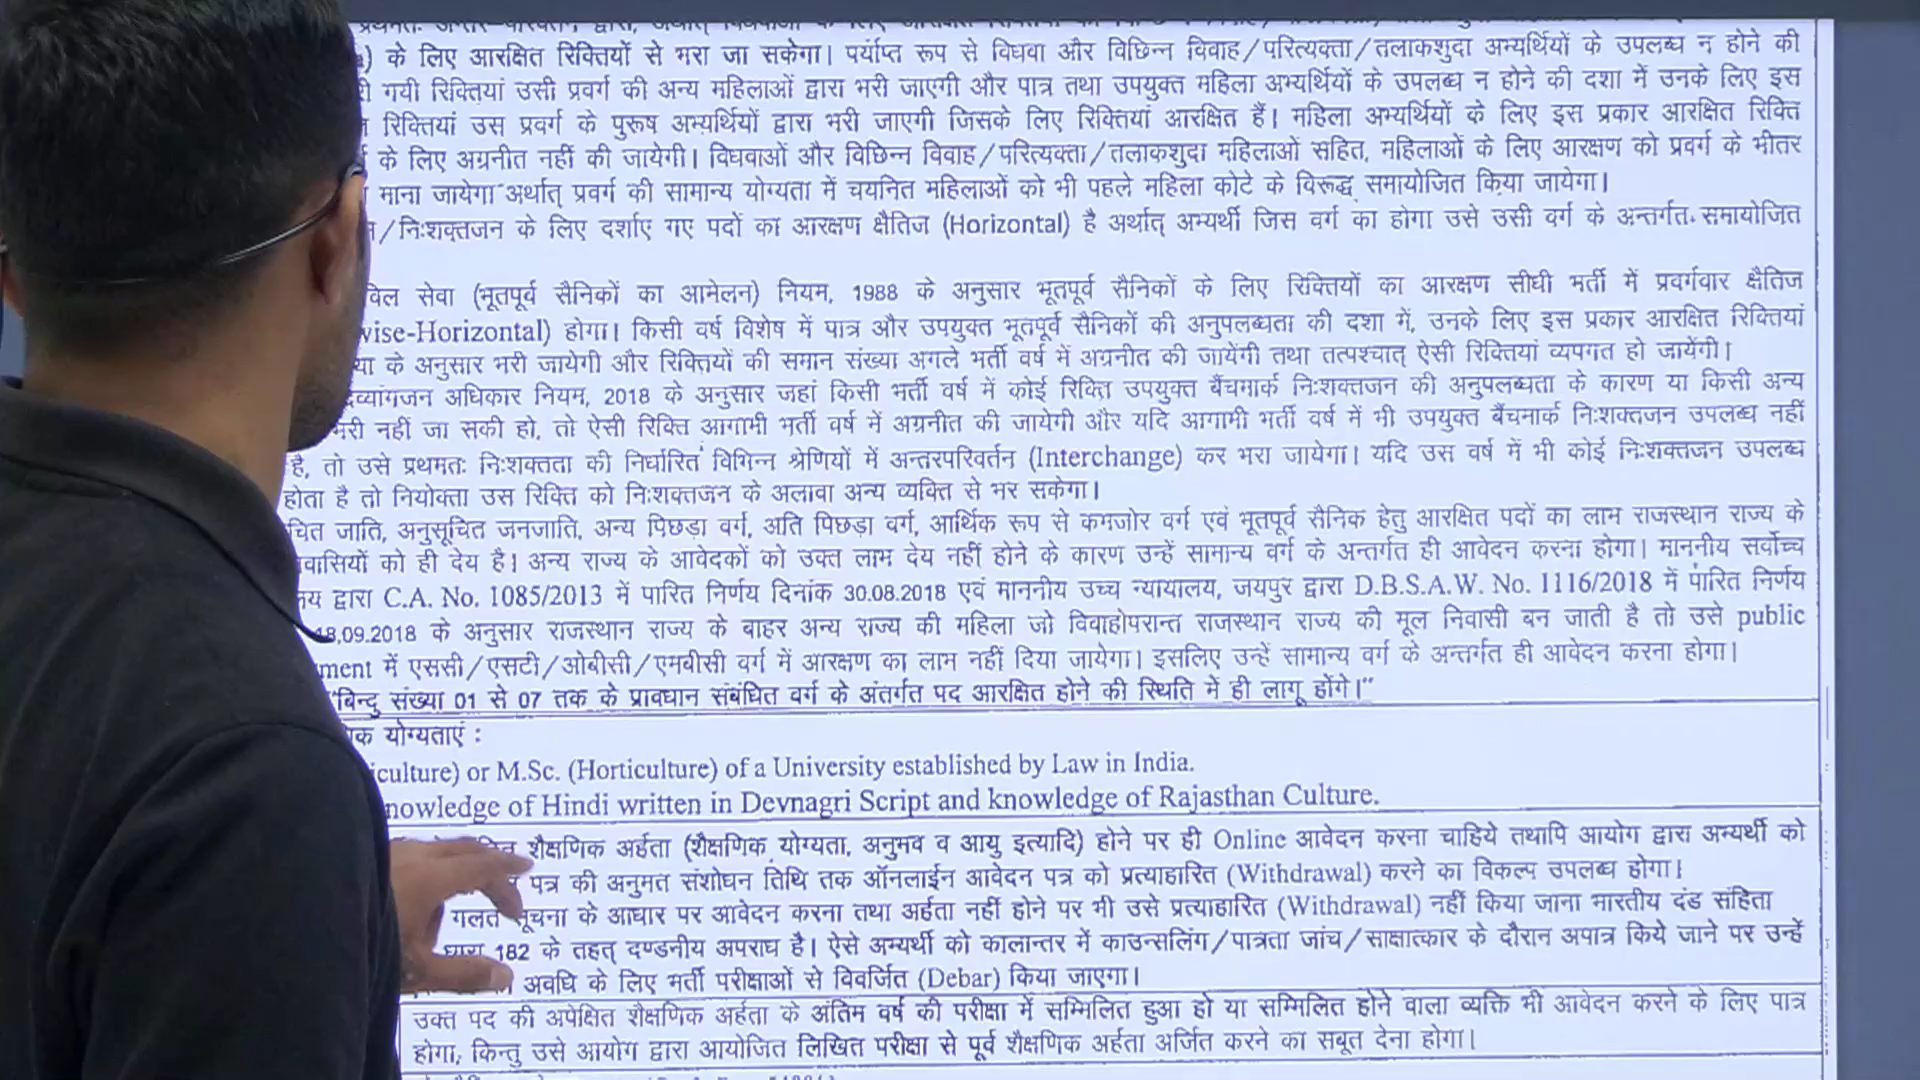 के लिए आरक्षित रिक्तियों से भरा जा सकेगा। पर्याप्त रूप से विधवा और विछिन्न विवाह/परित्यक्ता/तलाकशुदा अभ्यर्थियों के उपलब्ध न होने की
गयी रिक्तियां उसी प्रवर्ग की अन्य महिलाओं द्वारा भरी जाएगी और पात्र तथा उपयुक्त महिला अभ्यर्थियों के उपलब्ध न होने की दशा में उनके लिए इस
रिक्तियां उस प्रवर्ग के पुरूष अभ्यर्थियों द्वारा भरी जाएगी जिसके लिए रिक्तियां आरक्षित हैं। महिला अभ्यर्थियों के लिए इस प्रकार आरक्षित रिक्ति
के लिए अग्रनीत नहीं की जायेगी। विधवाओं और विछिन्न विवाह/परित्यक्ता/तलाकशुदा महिलाओं सहित, महिलाओं के लिए आरक्षण को प्रवर्ग के भीतर
माना जायेगा अर्थात् प्रवर्ग की सामान्य योग्यता में चयनित महिलाओं को भी पहले महिला कोटे के विरूद्ध समायोजित किया जायेगा।
/निःशक्तजन के लिए दर्शाए गए पदों का आरक्षण क्षैतिज (Horizontal) है अर्थात् अभ्यर्थी जिस वर्ग का होगा उसे उसी वर्ग के अन्तर्गत समायोजित
सेवा (भूतपूर्व सैनिकों का आमेलन) नियम, 1988 के अनुसार भूतपूर्व सैनिकों के लिए रिक्तियों का आरक्षण सीधी भर्ती में प्रवर्गवार क्षैतिज
wise-Horizontal) होगा। किसी वर्ष विशेष में पात्र और उपयुक्त भूतपूर्व सैनिकों की अनुपलब्धता की दशा में, उनके लिए इस प्रकार आरक्षित रिक्तियां
या के अनुसार भरी जायेगी और रिक्तियों की समान संख्या अगले भर्ती वर्ष में अग्रनीत की जायेंगी तथा तत्पश्चात् ऐसी रिक्तियां व्यपगत हो जायेंगी।
व्यांगजन अधिकार नियम, 2018 के अनुसार जहां किसी भर्ती वर्ष में कोई रिक्ति उपयुक्त बैंचमार्क निःशक्तजन की अनुपलब्धता के कारण या किसी अन्य
भरी नहीं जा सकी हो, तो ऐसी रिक्ति आगामी भर्ती वर्ष में अग्रनीत की जायेगी और यदि आगामी भर्ती वर्ष में भी उपयुक्त बैंचमार्क निःशक्तजन उपलब्ध नहीं
है, तो उसे प्रथमतः निःशक्तता की निर्धारित विभिन्न श्रेणियों में अन्तरपरिवर्तन (Interchange) कर भरा जायेगा। यदि उस वर्ष में भी कोई निःशक्तजन उपलब्ध
होता है तो नियोक्ता उस रिक्ति को निःशक्तजन के अलावा अन्य व्यक्ति से भर सकेगा।
चित जाति, अनुसूचित जनजाति, अन्य पिछड़ा वर्ग, अति पिछड़ा वर्ग, आर्थिक रूप से कमजोर वर्ग एवं भूतपूर्व सैनिक हेतु आरक्षित पदों का लाभ राजस्थान राज्य के
वासियों को ही देय है। अन्य राज्य के आवेदकों को उक्त लाभ देय नहीं होने के कारण उन्हें सामान्य वर्ग के अन्तर्गत ही आवेदन करना होगा। माननीय सर्वोच्च
य द्वारा C.A. No. 1085/2013 में पारित निर्णय दिनांक 30.08.2018 एवं माननीय उच्च न्यायालय, जयपुर द्वारा D.B.S.A.W. No. 1116/2018 में पारित निर्णय
8,09.2018 के अनुसार राजस्थान राज्य के बाहर अन्य राज्य की महिला जो विवाहोपरान्त राजस्थान राज्य की मूल निवासी बन जाती है तो उसे public
ment में एससी/एसटी/ओबीसी/एमबीसी वर्ग में आरक्षण का लाभ नहीं दिया जायेगा। इसलिए उन्हें सामान्य वर्ग के अन्तर्गत ही आवेदन करना होगा।
बिन्दु संख्या 01 से 07 तक के प्रावधान संबंधित वर्ग के अंतर्गत पद आरक्षित होने की स्थिति में ही लागू होंगे।"
क योग्यताएं :
iculture) or M.Sc. (Horticulture) of a University established by Law in India.
nowledge of Hindi written in Devnagri Script and knowledge of Rajasthan Culture.
शैक्षणिक अर्हता (शैक्षणिक योग्यता, अनुभव व आयु इत्यादि) होने पर ही Online आवेदन करना चाहिये तथापि आयोग द्वारा अभ्यर्थी को
पत्र की अनुमत संशोधन तिथि तक ऑनलाईन आवेदन पत्र को प्रत्याहारित (Withdrawal) करने का विकल्प उपलब्ध होगा।
गलत सूचना के आधार पर आवेदन करना तथा अर्हता नहीं होने पर भी उसे प्रत्याहारित (Withdrawal) नहीं किया जाना भारतीय दंड संहिता
धारा 182 के तहत् दण्डनीय अपराध है। ऐसे अभ्यर्थी को कालान्तर में काउन्सलिंग/पात्रता जांच/साक्षात्कार के दौरान अपात्र किये जाने पर उन्हें
अवधि के लिए भर्ती परीक्षाओं से विवर्जित (Debar) किया जाएगा।
उक्त पद की अपेक्षित शैक्षणिक अर्हता के अंतिम वर्ष की परीक्षा में सम्मिलित हुआ हो या सम्मिलित होने वाला व्यक्ति भी आवेदन करने के लिए पात्र
होगा, किन्तु उसे आयोग द्वारा आयोजित लिखित परीक्षा से पूर्व शैक्षणिक अर्हता अर्जित करने का सबूत देना होगा।